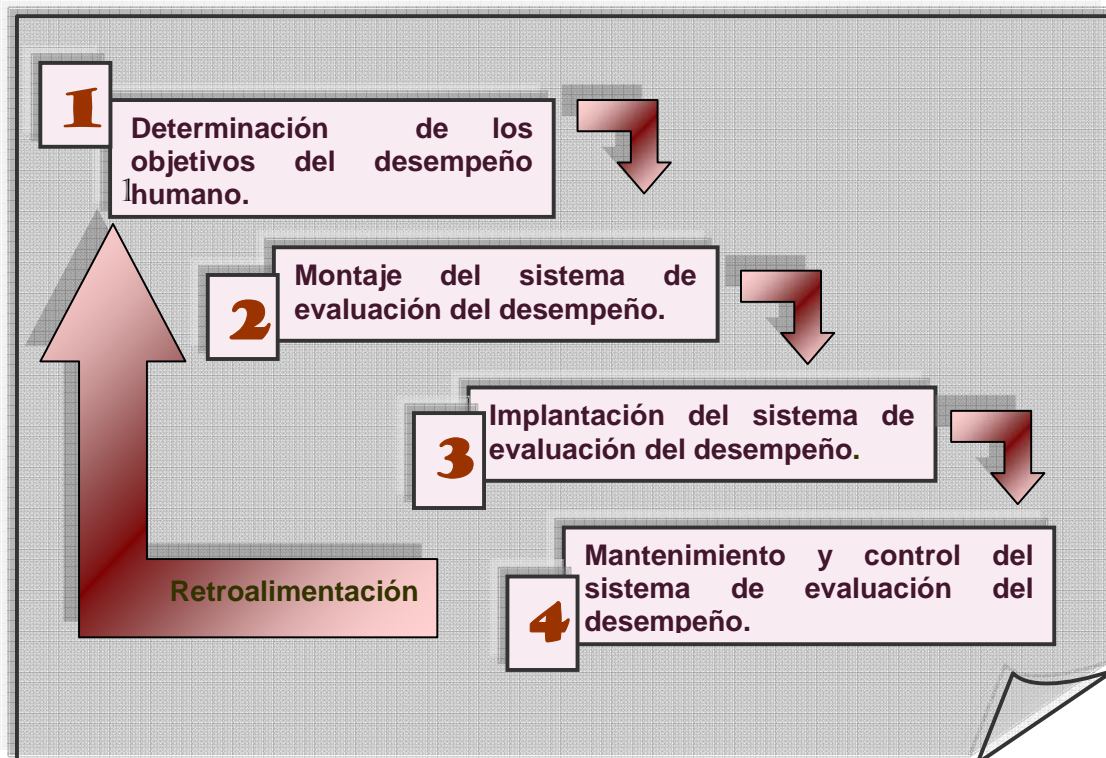 1
Determinación de los
objetivos del desempeño
1humano.
2
Montaje del sistema de
evaluación del desempeño.
3
Implantación del sistema de
evaluación del desempeño.
4
Mantenimiento y control del
sistema de evaluación del
desempeño.
Retroalimentación